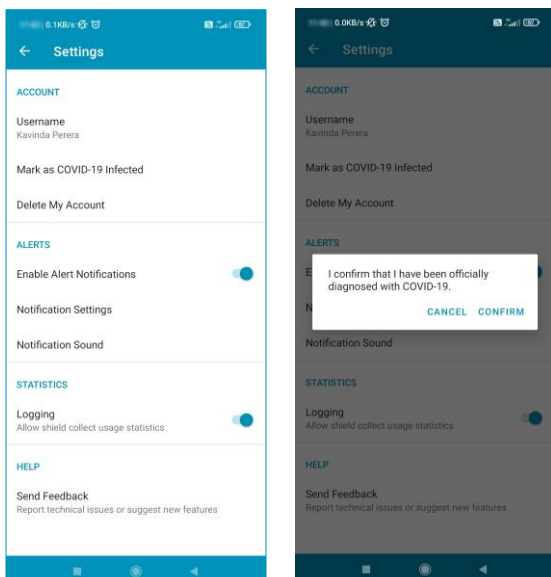 0.1KB/s
Settings
ACCOUNT
Username
Kavinda Perera
Mark as COVID-19 Infected
Delete My Account
ALERTS
Enable Alert Notifications
Notification Settings
Notification Sound
STATISTICS
Logging
Allow shield collect usage statistics
HELP
Send Feedback
Report technical issues or suggest new features
0.0KB/s
Settings
ACCOUNT
Username
Kavinda Perera
Mark as COVID-19 Infected
Delete My Account
ALERTS
E
I confirm that I have been officially
diagnosed with COVID-19.
N
CANCEL CONFIRM
Notification Sound
STATISTICS
Logging
Allow shield collect usage statistics
HELP
Send Feedback
Report technical issues or suggest new features